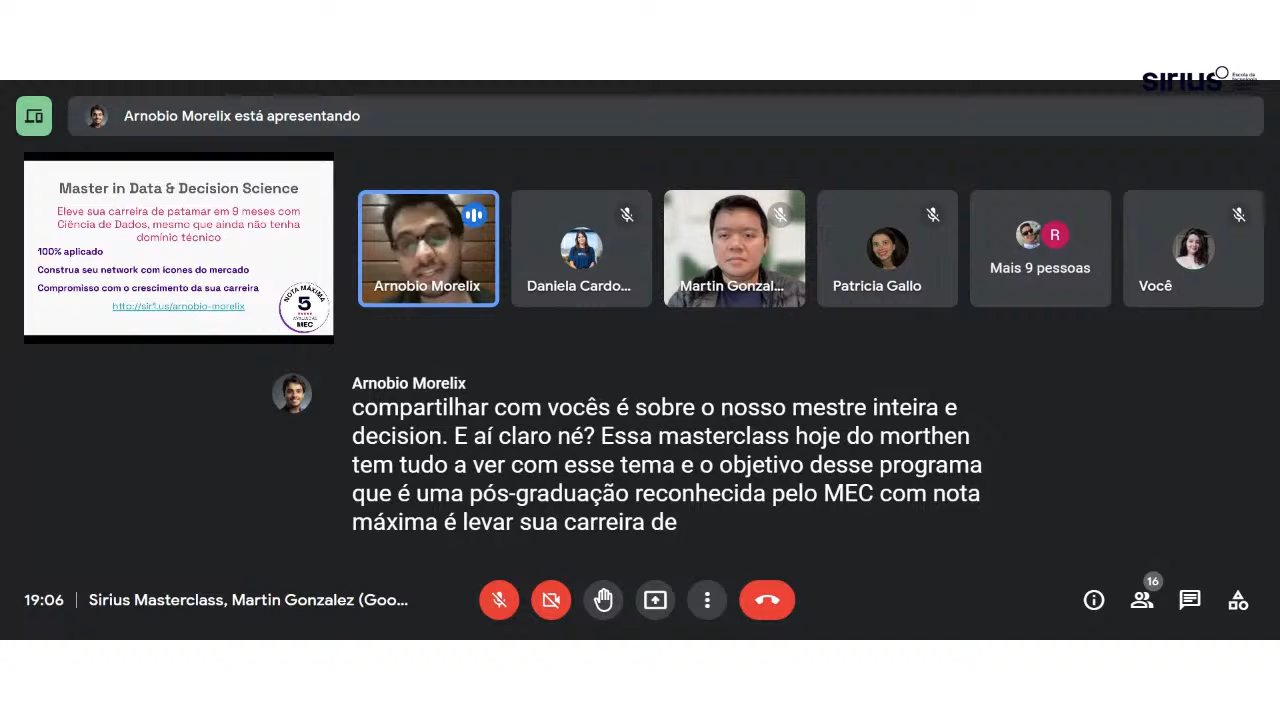 sirius
Escola de
tecnologia
Arnobio Morelix está apresentando
Master in Data & Decision Science
Eleve sua carreira de patamar em 9 meses com
Ciência de Dados, mesmo que ainda não tenha
domínio técnico
100% aplicado
Construa seu network com ícones do mercado
Compromisso com o crescimento da sua carreira
http://sir1.us/arnobio-morelix
NOTA MÁXIMA
5
MEC
Arnobio Morelix
Daniela Cardo...
Martin Gonzal...
Patricia Gallo
R
Mais 9 pessoas
Você
Arnobio Morelix
compartilhar com vocês é sobre o nosso mestre inteira e
decision. E aí claro né? Essa masterclass hoje do morthen
tem tudo a ver com esse tema e o objetivo desse programa
que é uma pós-graduação reconhecida pelo MEC com nota
máxima é levar sua carreira de
19:06 | Sirius Masterclass, Martin Gonzalez (Goo...
16